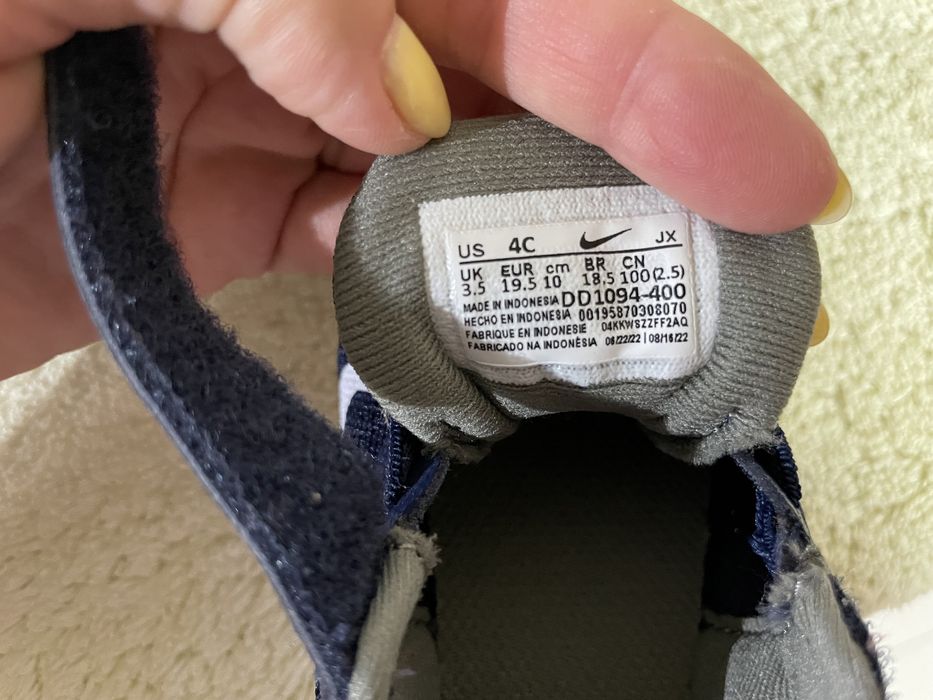 US 4C JX
UK EUR cm BR CN
3.5 19.5 10 18.5 100(2.5)
MADE IN INDONESIA DD1094-400
HECHO EN INDONESIA 00195870308070
FABRIQUE EN INDONESIE 04KKWSZZFF2AQ
FABRICADO NA INDONÉSIA 06/22/22 | 08/16/22